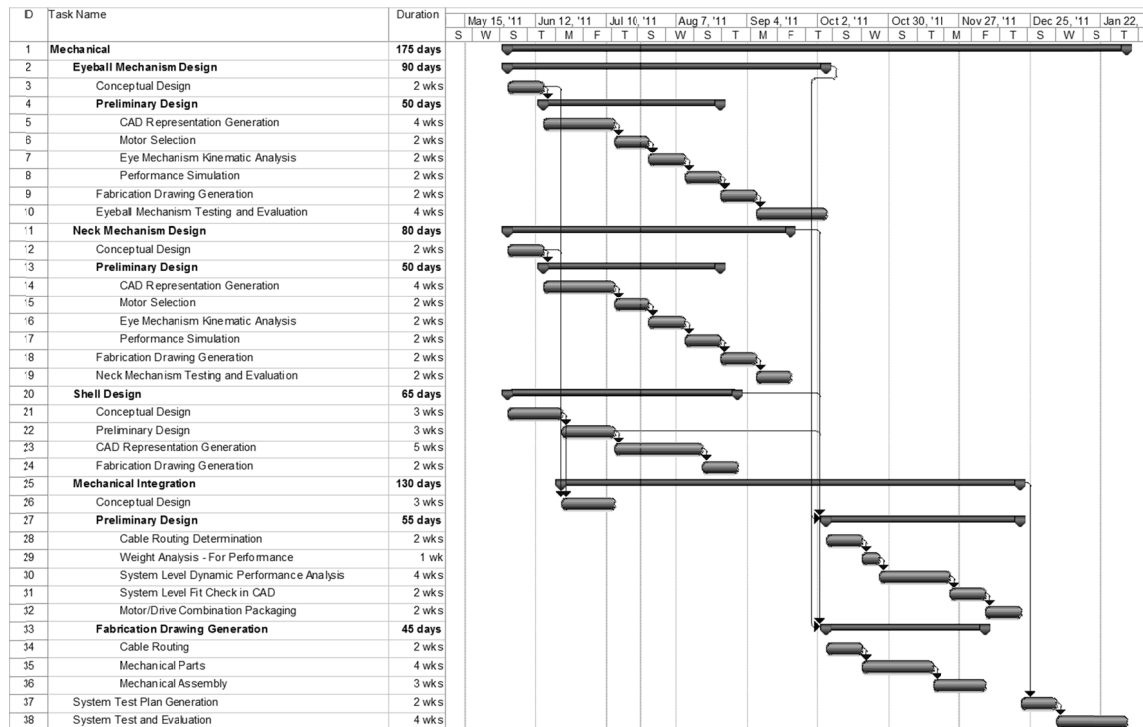 ID Task Name Duration May 15, '11 Jun 12, '11 Jul 10, '11 Aug 7, '11 Sep 4, '11 Oct 2, '11 Oct 30, '11 Nov 27, '11 Dec 25, '11 Jan 22,
S W S T M F T S W S T M F T S W S T M F T S W S T
1 Mechanical 175 days
2 Eyeball Mechanism Design 90 days
3 Conceptual Design 2 wks
4 Preliminary Design 50 days
5 CAD Representation Generation 4 wks
6 Motor Selection 2 wks
7 Eye Mechanism Kinematic Analysis 2 wks
8 Performance Simulation 2 wks
9 Fabrication Drawing Generation 2 wks
10 Eyeball Mechanism Testing and Evaluation 4 wks
11 Neck Mechanism Design 80 days
12 Conceptual Design 2 wks
13 Preliminary Design 50 days
14 CAD Representation Generation 4 wks
15 Motor Selection 2 wks
16 Eye Mechanism Kinematic Analysis 2 wks
17 Performance Simulation 2 wks
18 Fabrication Drawing Generation 2 wks
19 Neck Mechanism Testing and Evaluation 2 wks
20 Shell Design 65 days
21 Conceptual Design 3 wks
22 Preliminary Design 3 wks
23 CAD Representation Generation 5 wks
24 Fabrication Drawing Generation 2 wks
25 Mechanical Integration 130 days
26 Conceptual Design 3 wks
27 Preliminary Design 55 days
28 Cable Routing Determination 2 wks
29 Weight Analysis - For Performance 1 wk
30 System Level Dynamic Performance Analysis 4 wks
31 System Level Fit Check in CAD 2 wks
32 Motor/Drive Combination Packaging 2 wks
33 Fabrication Drawing Generation 45 days
34 Cable Routing 2 wks
35 Mechanical Parts 4 wks
36 Mechanical Assembly 3 wks
37 System Test Plan Generation 2 wks
38 System Test and Evaluation 4 wks